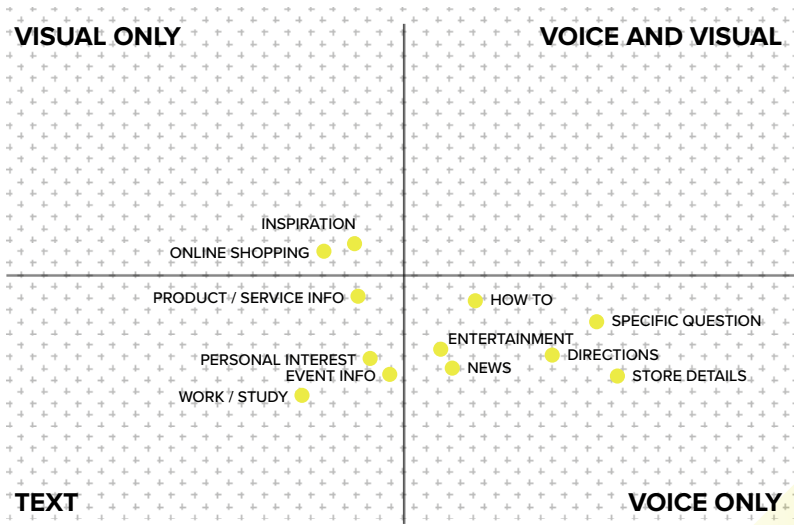 VISUAL ONLY
VOICE AND VISUAL
INSPIRATION
ONLINE SHOPPING
PRODUCT / SERVICE INFO
HOW TO
SPECIFIC QUESTION
ENTERTAINMENT
DIRECTIONS
PERSONAL INTEREST
NEWS
EVENT INFO
STORE DETAILS
WORK / STUDY
TEXT
VOICE ONLY